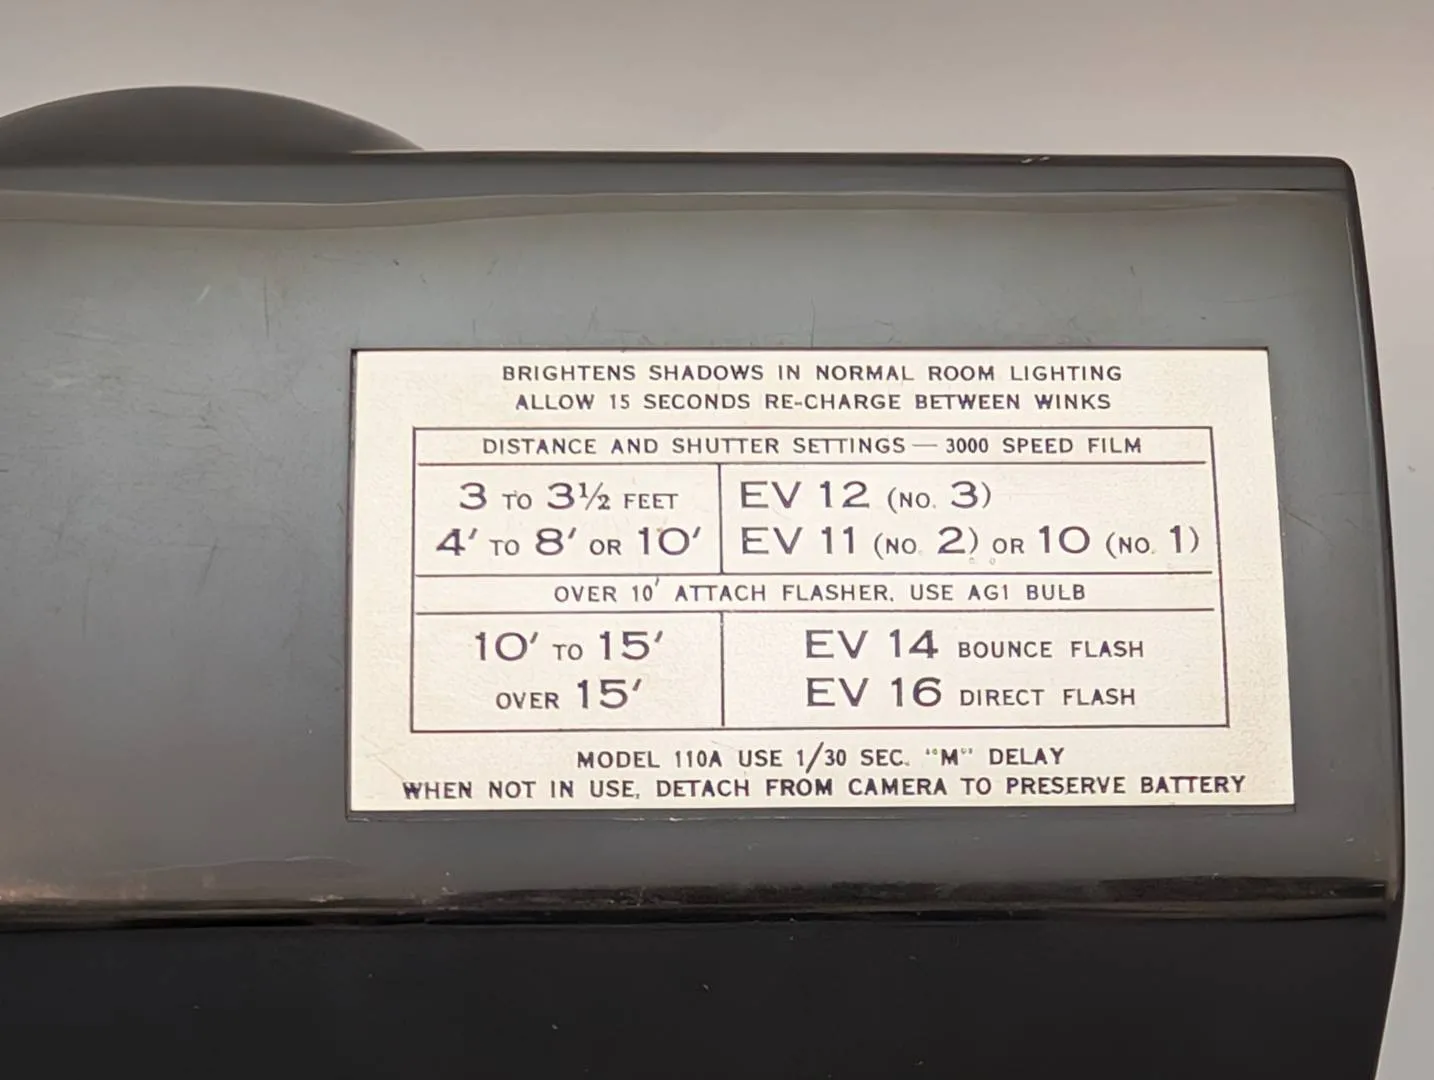 BRIGHTENS SHADOWS IN NORMAL ROOM LIGHTING
ALLOW 15 SECONDS RE-CHARGE BETWEEN WINKS
DISTANCE AND SHUTTER SETTINGS — 3000 SPEED FILM
3 TO 3½ FEET EV 12 (NO. 3)
4' TO 8' OR 10' EV 11 (NO. 2) OR 10 (NO. 1)
OVER 10' ATTACH FLASHER, USE AG1 BULB
10' TO 15' EV 14 BOUNCE FLASH
OVER 15' EV 16 DIRECT FLASH
MODEL 110A USE 1/30 SEC. "M" DELAY
WHEN NOT IN USE, DETACH FROM CAMERA TO PRESERVE BATTERY